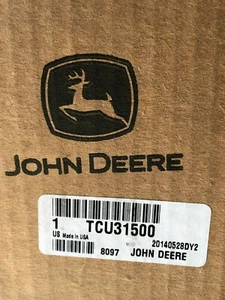 JOHN DEERE
1 TCU31500
US Made in USA 20140528DY2
8097 JOHN DEERE